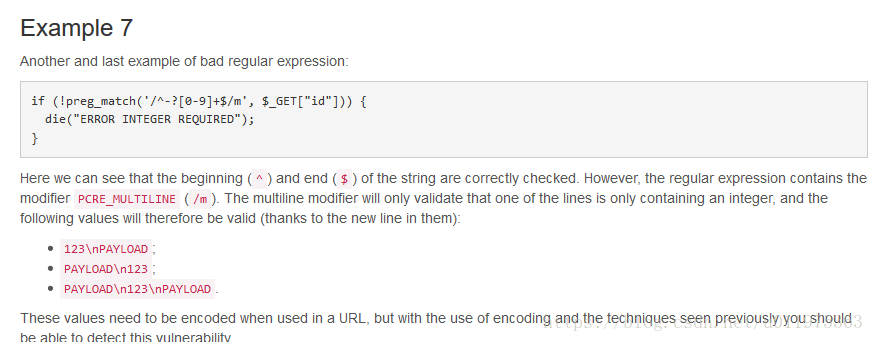 Example 7
Another and last example of bad regular expression:
if (!preg_match('/^-?[0-9]+$/m', $_GET["id"])) {
  die("ERROR INTEGER REQUIRED");
}
Here we can see that the beginning ( ^ ) and end ( $ ) of the string are correctly checked. However, the regular expression contains the
modifier PCRE_MULTILINE ( /m ). The multiline modifier will only validate that one of the lines is only containing an integer, and the
following values will therefore be valid (thanks to the new line in them):
• 123\nPAYLOAD ;
• PAYLOAD\n123 ;
• PAYLOAD\n123\nPAYLOAD .
These values need to be encoded when used in a URL, but with the use of encoding and the techniques seen previously you should
be able to detect this vulnerability